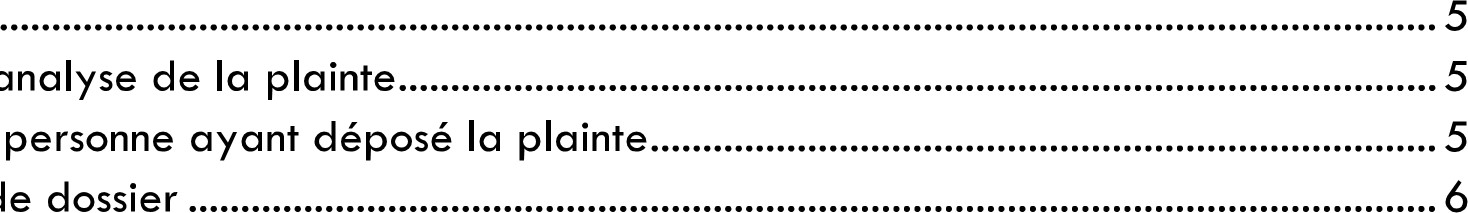 ........................................................................................................ 5
analyse de la plainte........................................................................... 5
personne ayant déposé la plainte......................................................... 5
de dossier .......................................................................................... 6